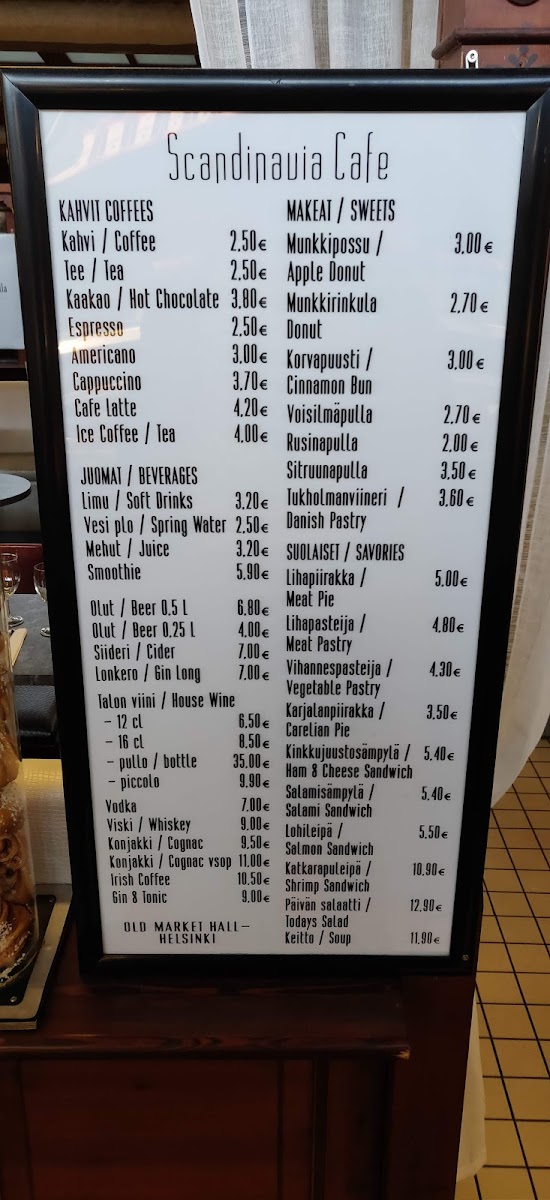 Scandinavia Cafe
KAHVIT COFFEES
Kahvi / Coffee 2,50€
Tee / Tea 2,50€
Kaakao / Hot Chocolate 3,80€
Espresso 2,50€
Americano 3,00€
Cappuccino 3,70€
Cafe Latte 4,20€
Ice Coffee / Tea 4,00€
JUOMAT / BEVERAGES
Limu / Soft Drinks 3,20€
Vesi plo / Spring Water 2,50€
Mehut / Juice 3,20€
Smoothie 5,90€
Olut / Beer 0,5 L 6,80€
Olut / Beer 0,25 L 4,00€
Siideri / Cider 7,00€
Lonkero / Gin Long 7,00€
Talon viini / House Wine
- 12 cl 6,50€
- 16 cl 8,50€
- pullo / bottle 35,00€
- piccolo 9,90€
Vodka 7,00€
Viski / Whiskey 9,00€
Konjakki / Cognac 9,50€
Konjakki / Cognac vsop 11,00€
Irish Coffee 10,50€
Gin & Tonic 9,00€
OLD MARKET HALL–
HELSINKI
MAKEAT / SWEETS
Munkkipossu / 3,00€
Apple Donut
Munkkirinkula 2,70€
Donut
Korvapuusti / 3,00€
Cinnamon Bun
Voisilmäpulla 2,70€
Rusinapulla 2,00€
Sitruunapulla 3,50€
Tukholmanviineri / 3,60€
Danish Pastry
SUOLAISET / SAVORIES
Lihapiirakka / 5,00€
Meat Pie
Lihapasteija / 4,80€
Meat Pastry
Vihannespasteija / 4,30€
Vegetable Pastry
Karjalanpiirakka / 3,50€
Carelian Pie
Kinkkujuustosämpylä / 5,40€
Ham & Cheese Sandwich
Salamisämpylä / 5,40€
Salami Sandwich
Lohileipä / 5,50€
Salmon Sandwich
Katkarapuleipä / 10,90€
Shrimp Sandwich
Päivän salaatti / 12,90€
Todays Salad
Keitto / Soup 11,90€